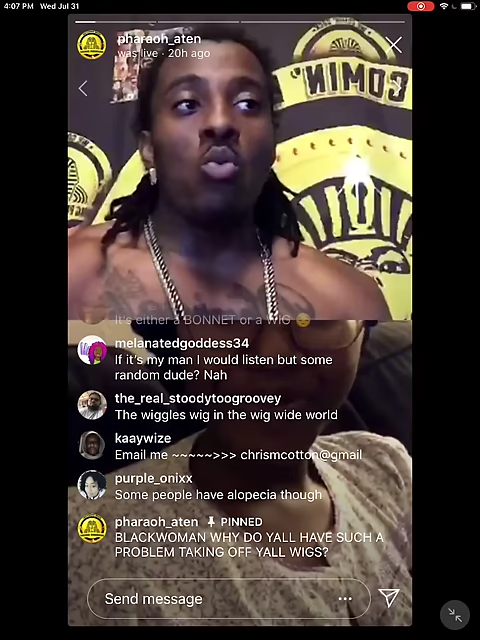 4:07 PM Wed Jul 31
pharaoh_aten
was live · 20h ago
COMIN'
It's either a BONNET or a WIG 😔
melanatedgoddess34
If it's my man I would listen but some
random dude? Nah
the_real_stoodytoogroovey
The wiggles wig in the wig wide world
kaaywize
Email me ~~~~~>>> chrismcotton@gmail
purple_onixx
Some people have alopecia though
pharaoh_aten PINNED
BLACKWOMAN WHY DO YALL HAVE SUCH A
PROBLEM TAKING OFF YALL WIGS?
Send message